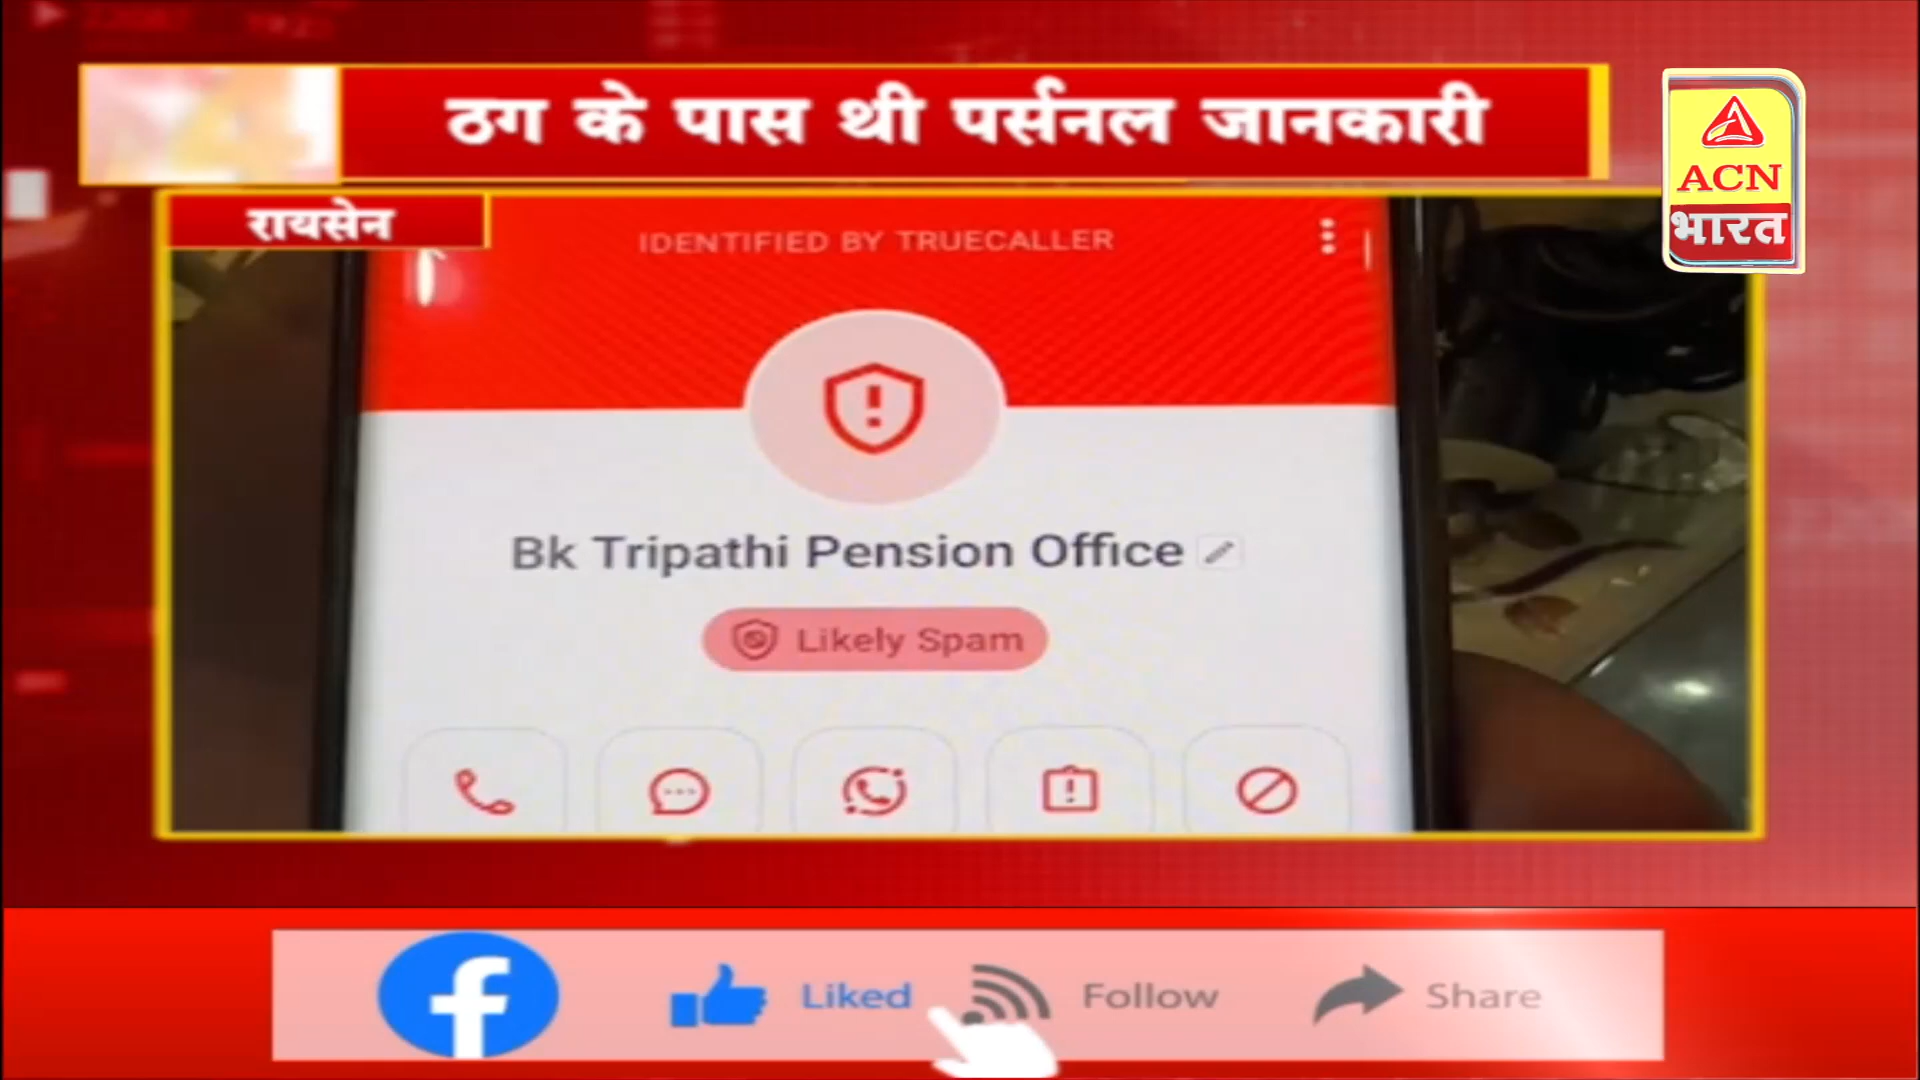 ठग के पास थी पर्सनल जानकारी
ACN
भारत
रायसेन
IDENTIFIED BY TRUECALLER
Bk Tripathi Pension Office
Likely Spam
Liked
Follow
Share